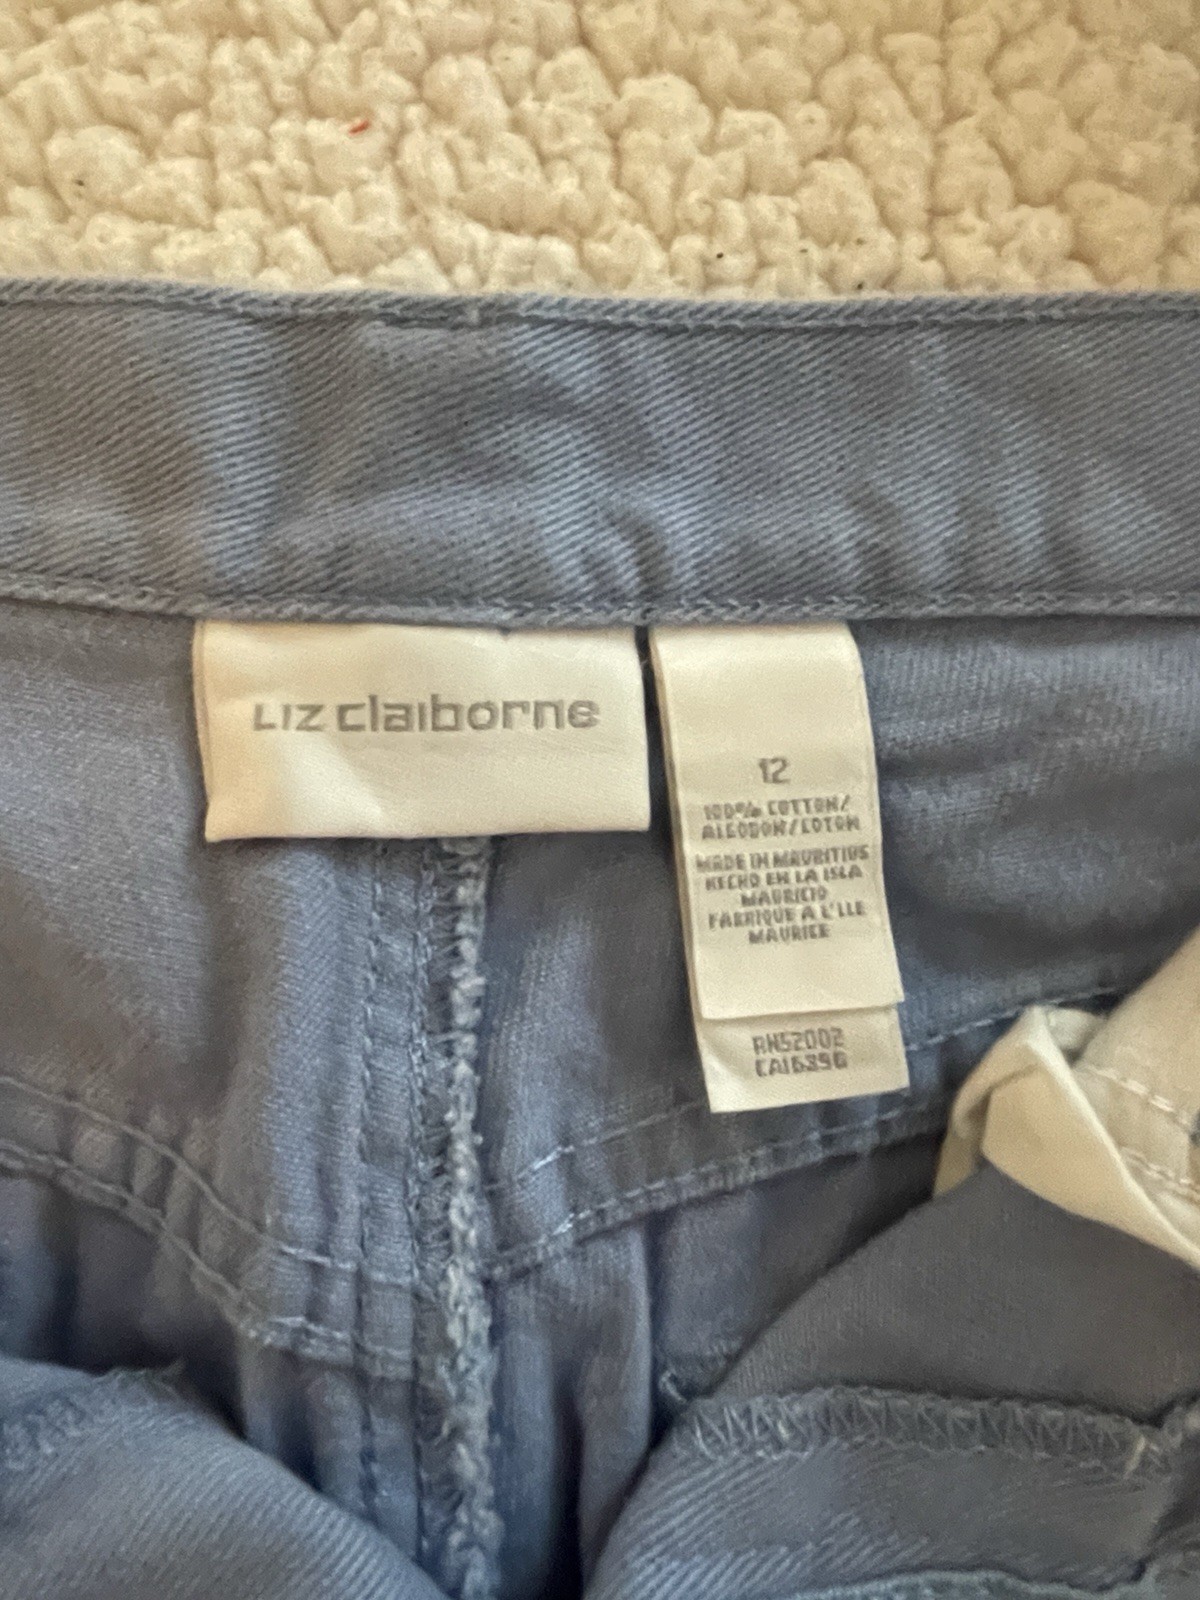 Liz claiborne
12
100% COTTON/
ALGODON/COTON
MADE IN MAURITIUS
HECHO EN LA ISLA
MAURICIO
FABRIQUE A L'LLE
MAURICE
RN52002
CA16390